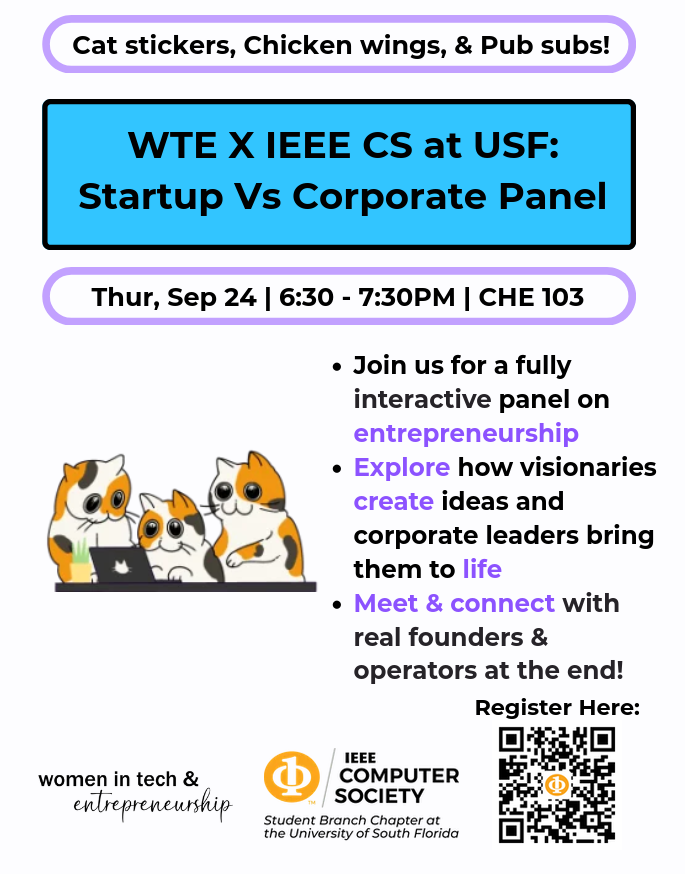 Cat stickers, Chicken wings, & Pub subs!
WTE X IEEE CS at USF:
Startup Vs Corporate Panel
Thur, Sep 24 | 6:30 - 7:30PM | CHE 103
• Join us for a fully
interactive panel on
entrepreneurship
• Explore how visionaries
create ideas and
corporate leaders bring
them to life
• Meet & connect with
real founders &
operators at the end!
Register Here:
women in tech &
entrepreneurship
IEEE
COMPUTER
SOCIETY
TM
Student Branch Chapter at
the University of South Florida